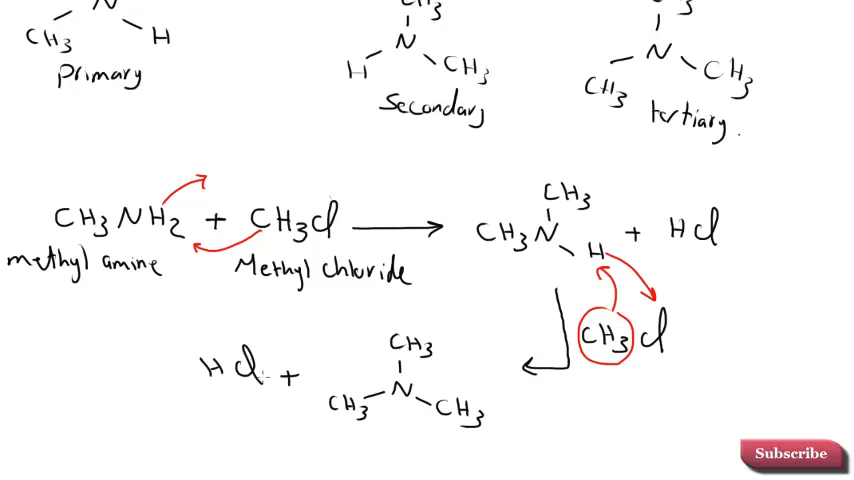 CH3
N
CH3 H
Primary
N
H CH3
Secondary
N
CH3 CH3
tertiary.
CH3NH2 + CH3Cl
CH3
CH3N H + HCl
methyl amine Methyl chloride
CH3Cl
HCl +
CH3
N
CH3 CH3
Subscribe